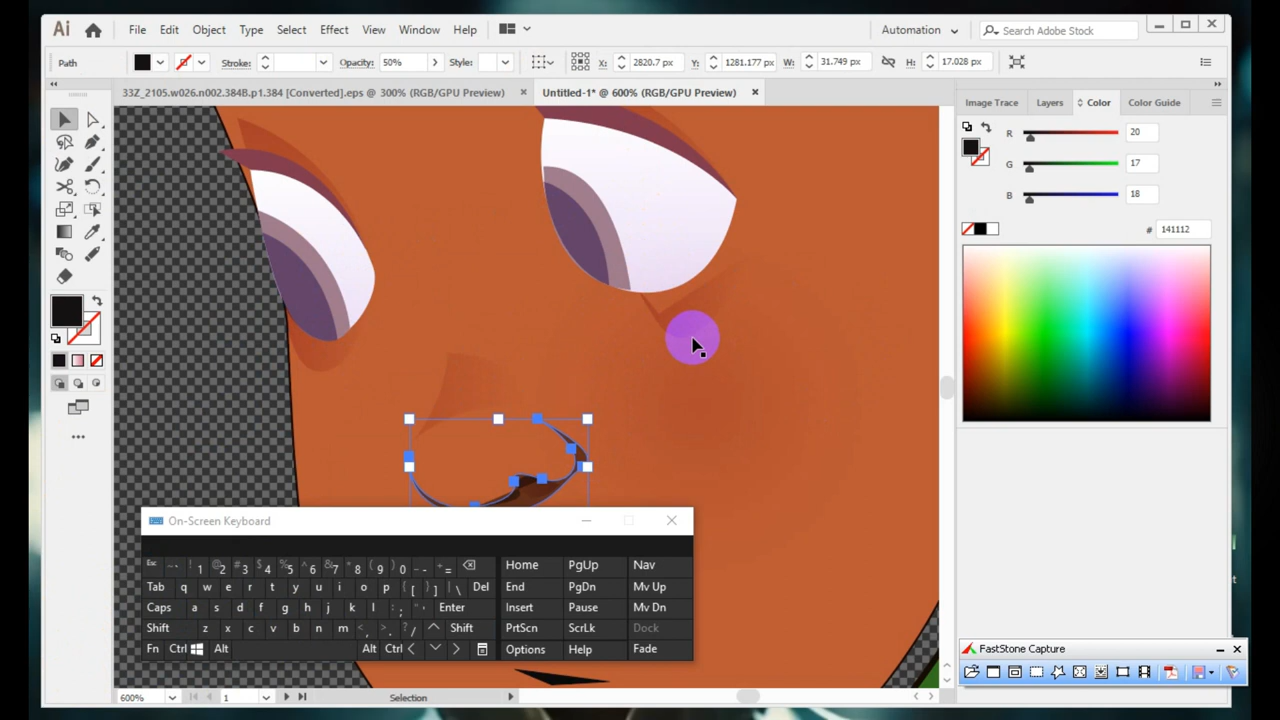 Ai File Edit Object Type Select Effect View Window Help Automation Search Adobe Stock
Path Stroke: Opacity: 50% Style: X: 2820.7 px Y: 1281.177 px W: 31.749 px H: 17.028 px
33Z_2105.w026.n002.384B.p1.384 [Converted].eps @ 300% (RGB/GPU Preview) Untitled-1* @ 600% (RGB/GPU Preview)
Image Trace Layers Color Color Guide
R 20
G 17
B 18
# 141112
On-Screen Keyboard
Esc ~ ` ! 1 @ 2 # 3 $ 4 % 5 ^ 6 & 7 * 8 ( 9 ) 0 _ - + = Home PgUp Nav
Tab q w e r t y u i o p { [ } ] | \ Del End PgDn Mv Up
Caps a s d f g h j k l : ; " ' Enter Insert Pause Mv Dn
Shift z x c v b n m < , > . ? / Shift PrtScn ScrLk Dock
Fn Ctrl Alt Alt Ctrl Options Help Fade
FastStone Capture
600% 1 Selection